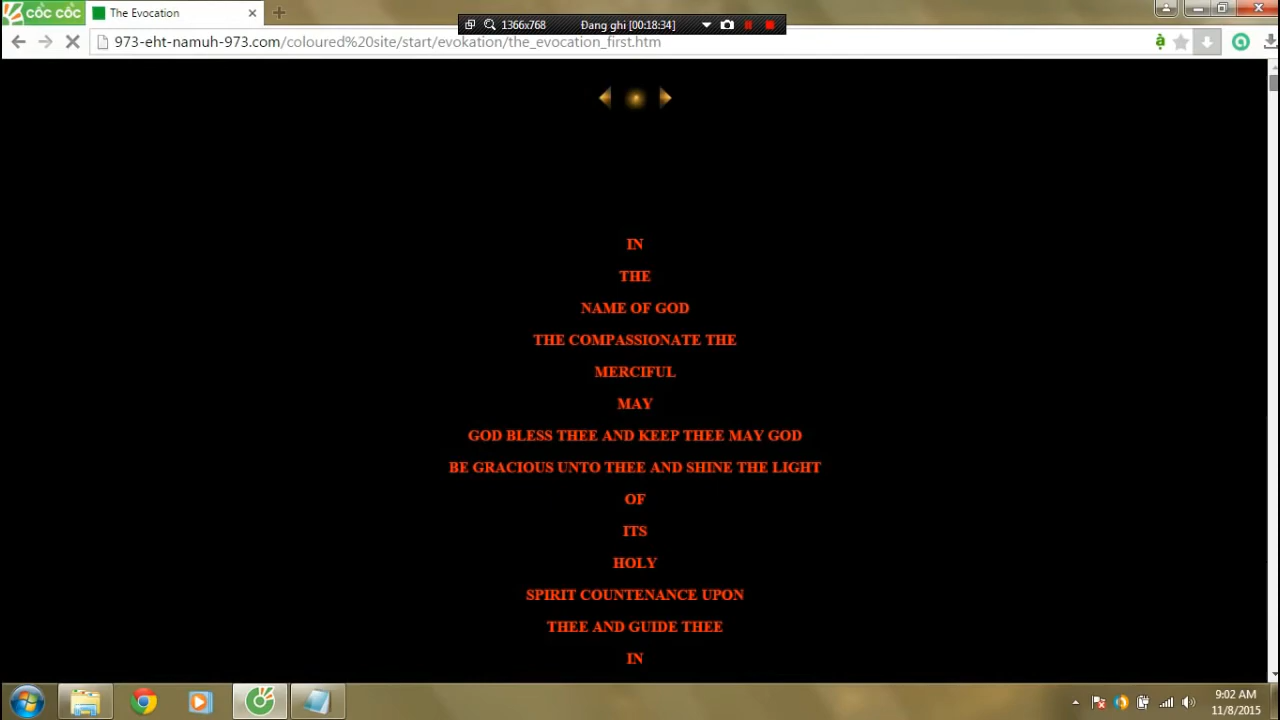 cốc cốc
The Evocation
1366x768
Đang ghi [00:18:34]
973-eht-namuh-973.com/coloured%20site/start/evokation/the_evocation_first.htm
IN
THE
NAME OF GOD
THE COMPASSIONATE THE
MERCIFUL
MAY
GOD BLESS THEE AND KEEP THEE MAY GOD
BE GRACIOUS UNTO THEE AND SHINE THE LIGHT
OF
ITS
HOLY
SPIRIT COUNTENANCE UPON
THEE AND GUIDE THEE
IN
9:02 AM
11/8/2015